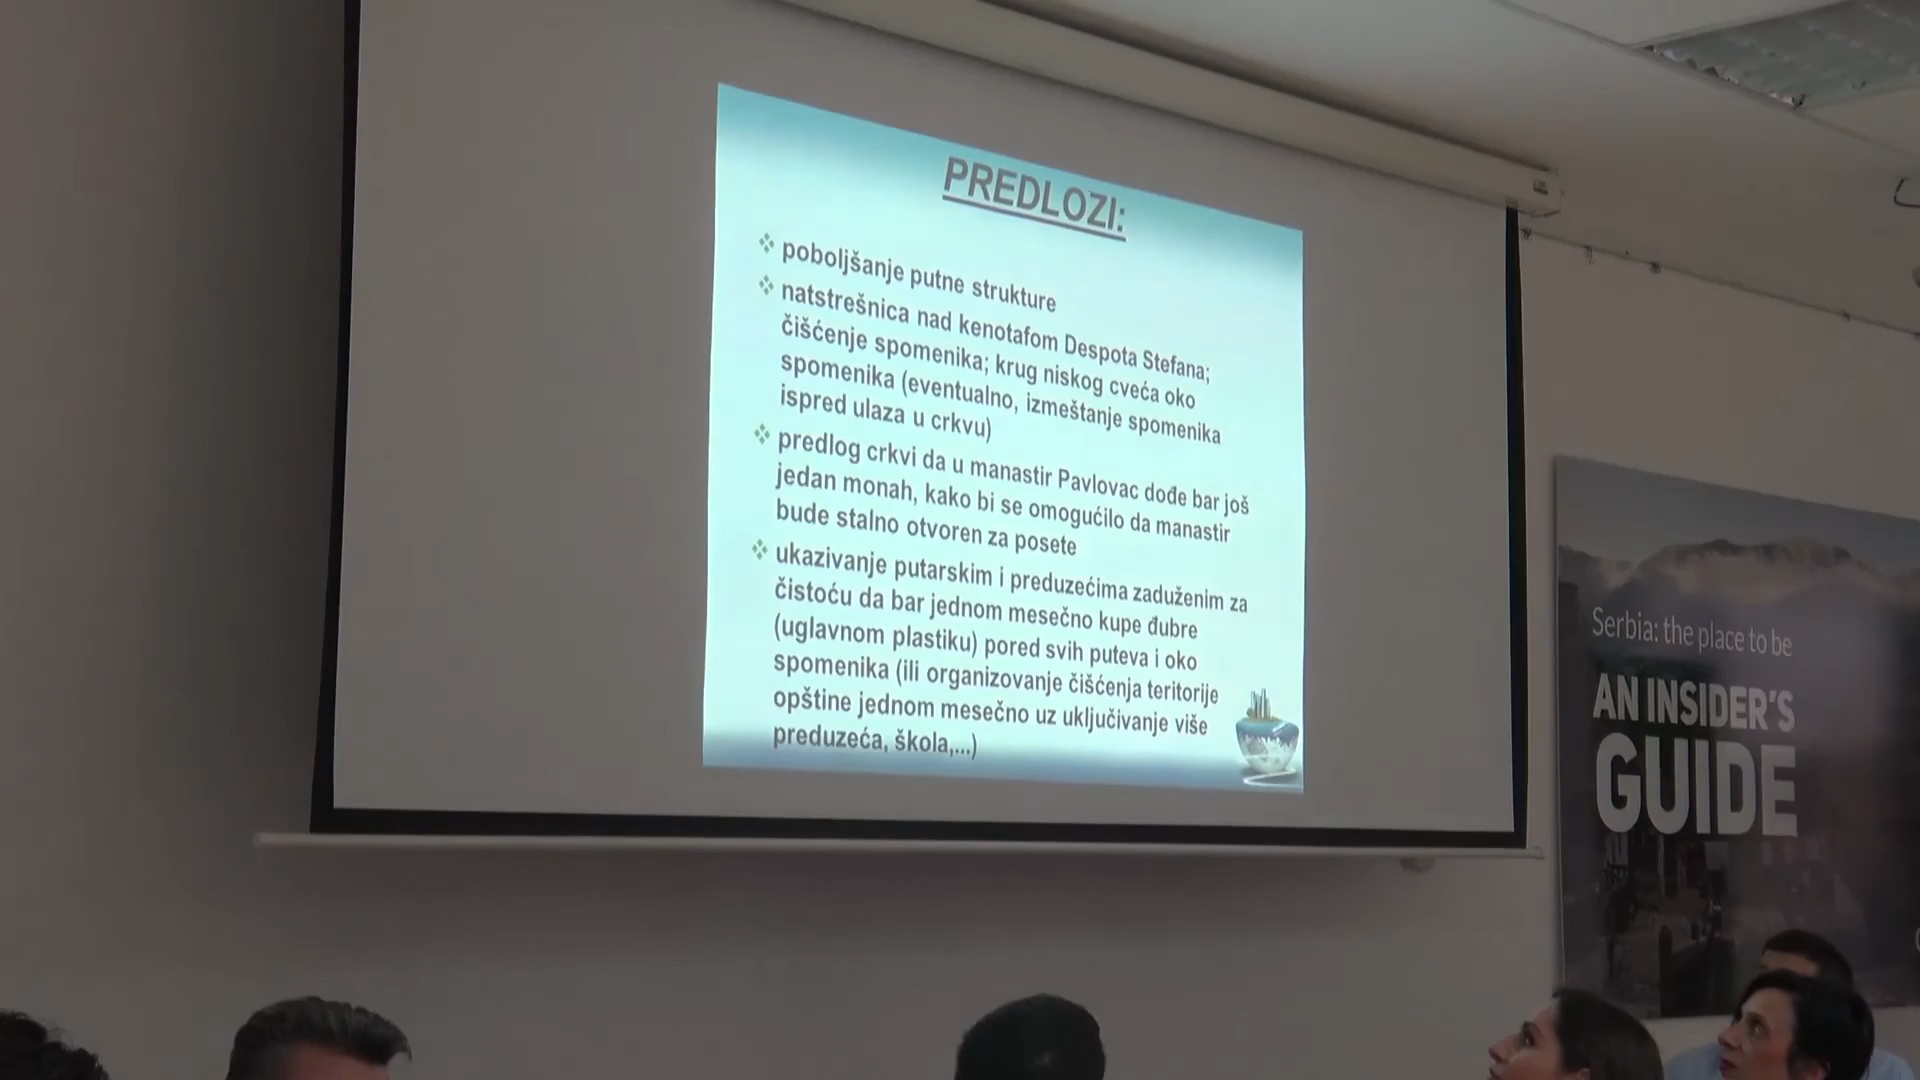 PREDLOZI:
poboljšanje putne strukture
natstrešnica nad kenotafom Despota Stefana;
čišćenje spomenika; krug niskog cveća oko
spomenika (eventualno, izmeštanje spomenika
ispred ulaza u crkvu)
predlog crkvi da u manastir Pavlovac dođe bar još
jedan monah, kako bi se omogućilo da manastir
bude stalno otvoren za posete
ukazivanje putarskim i preduzećima zaduženim za
čistoću da bar jednom mesečno kupe đubre
(uglavnom plastiku) pored svih puteva i oko
spomenika (ili organizovanje čišćenja teritorije
opštine jednom mesečno uz uključivanje više
preduzeća, škola,...)
Serbia: the place to be
AN INSIDER'S
GUIDE